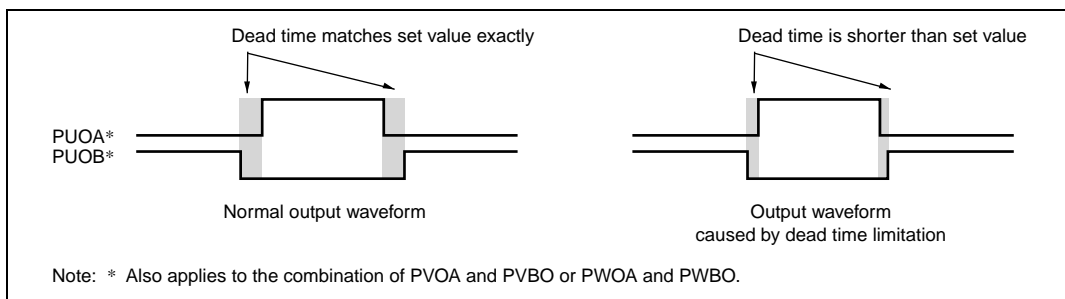 Dead time matches set value exactly
Dead time is shorter than set value
PUOA*
PUOB*
Normal output waveform
Output waveform
caused by dead time limitation
Note: * Also applies to the combination of PVOA and PVBO or PWOA and PWBO.